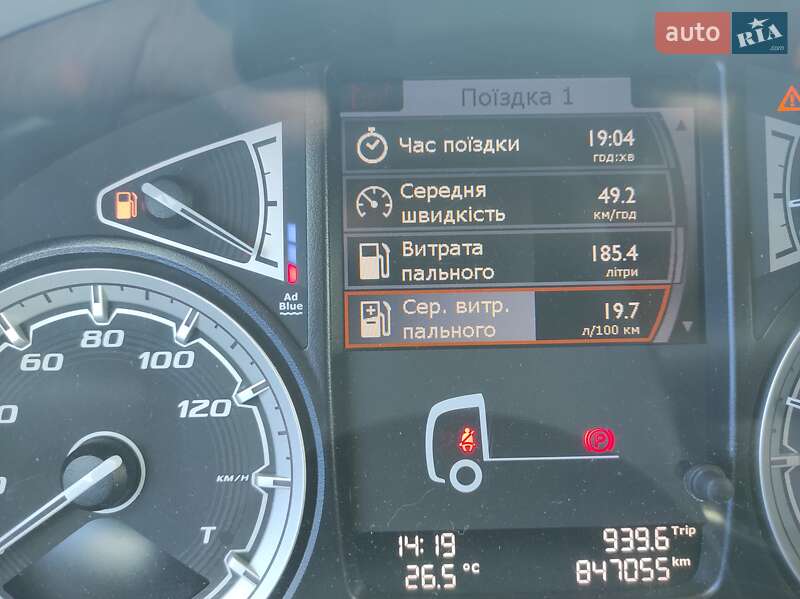 auto RIA .com
Поїздка 1
Час поїздки 19:04
год:хв
Середня 49.2
швидкість км/год
Витрата 185.4
пального літри
Сер. витр. 19.7
пального л/100 км
Ad
Blue
60 80 100 120
KM/H
T
P
14:19 939.6 Trip
26.5 °C 847055 km